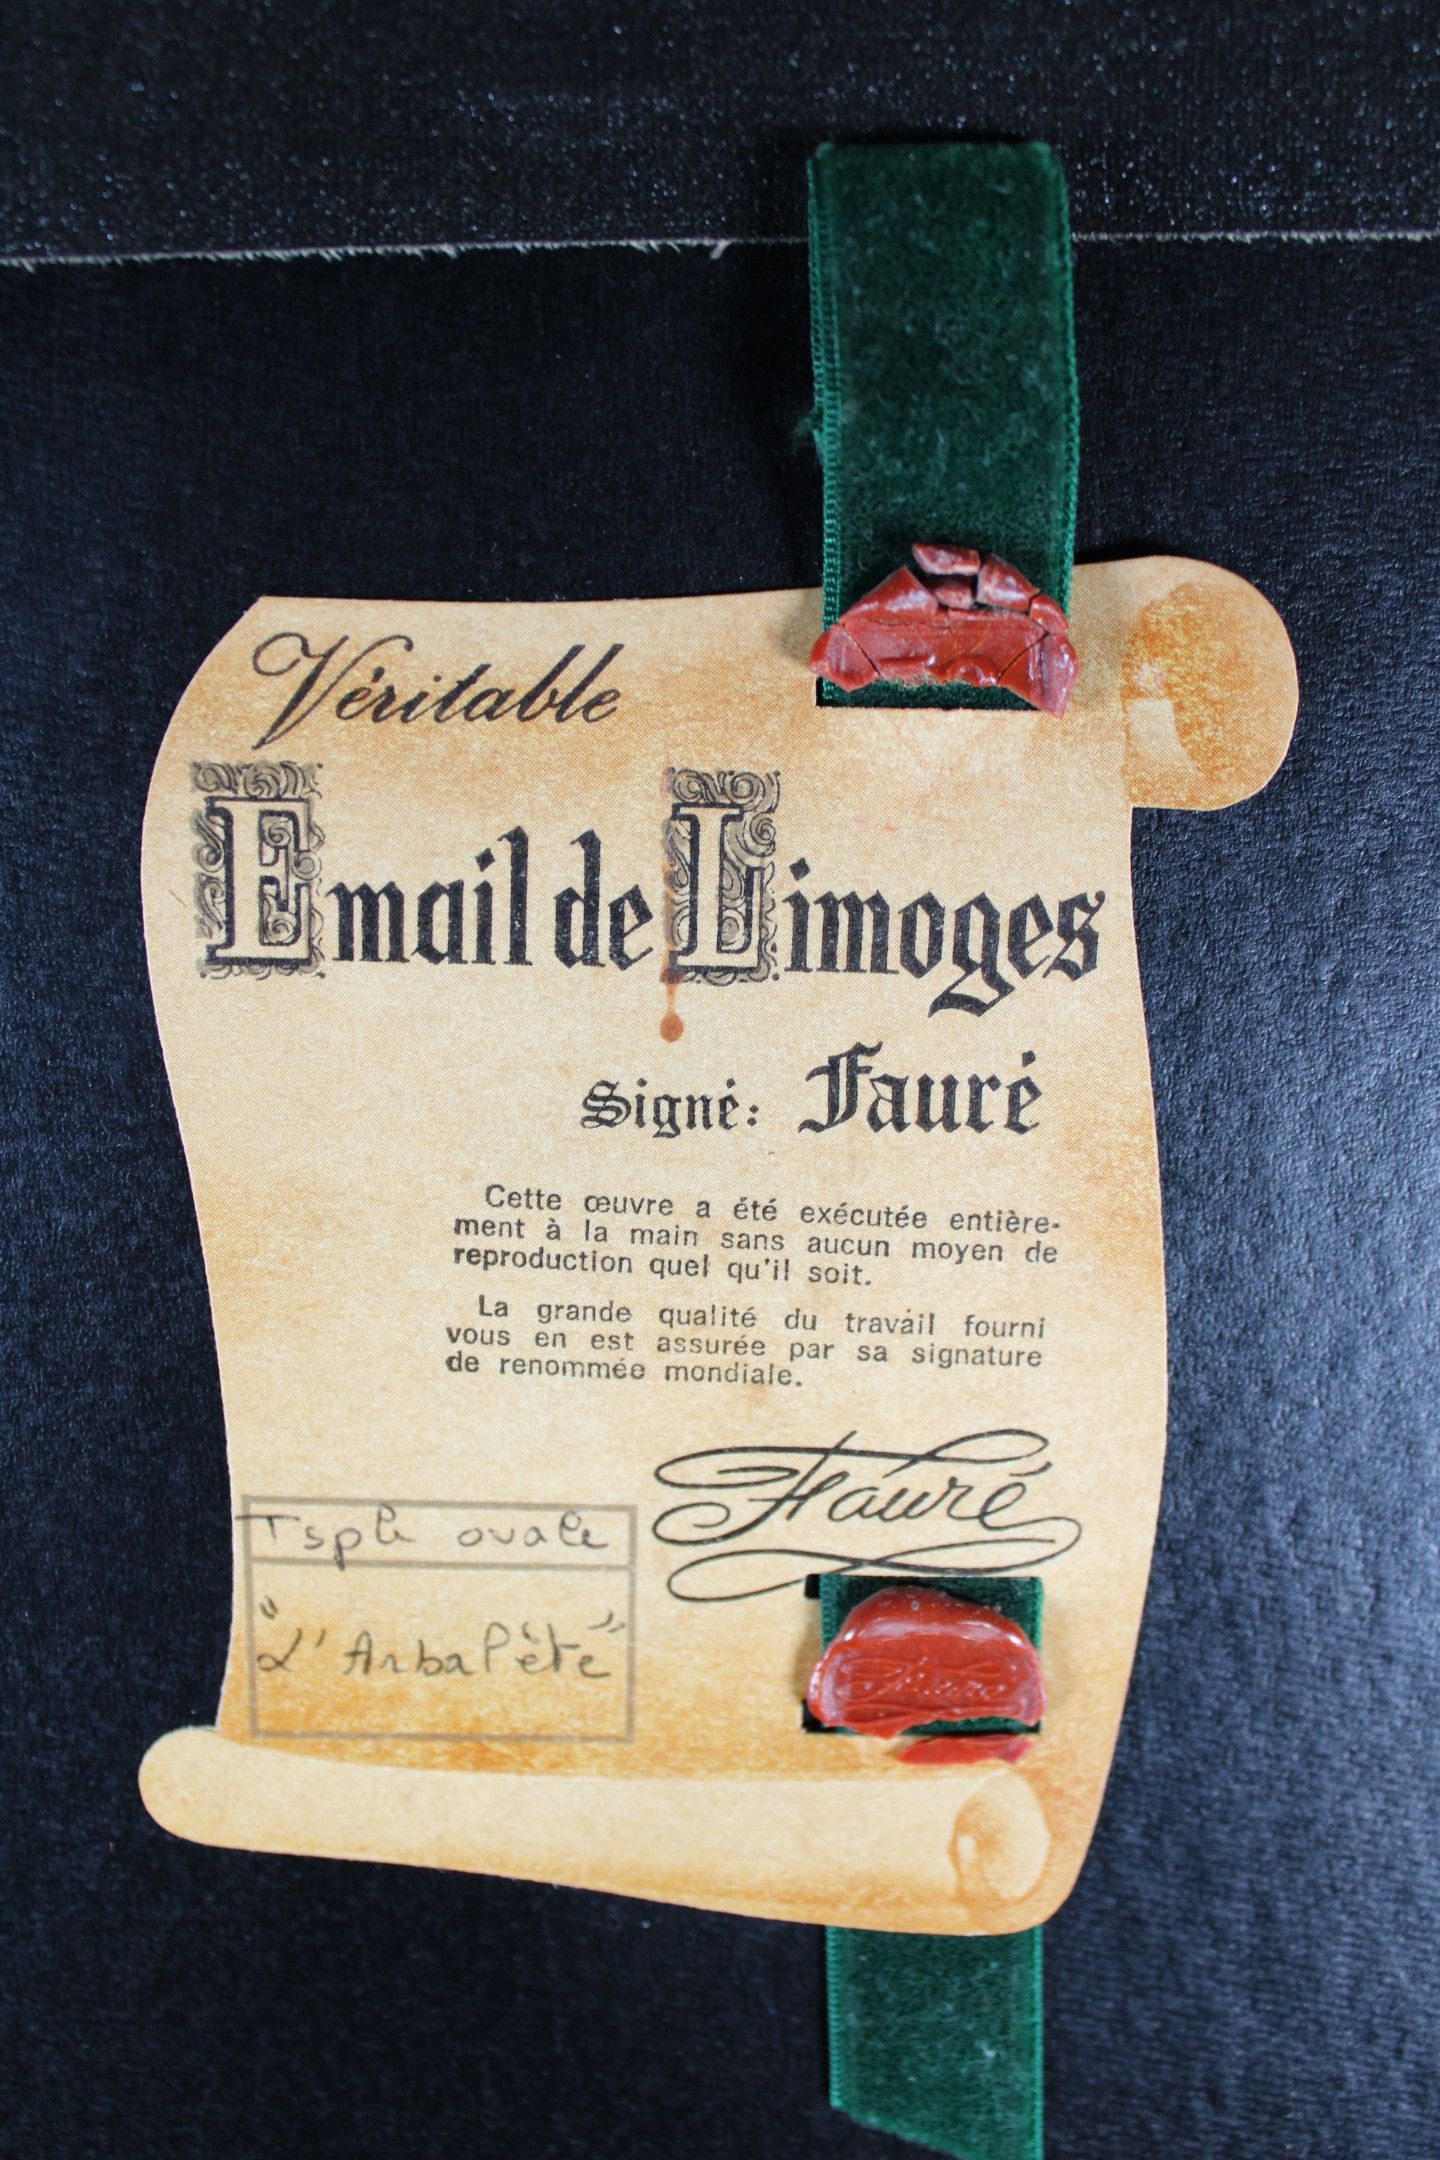 Véritable
Email de Limoges
Signé: Fauré
Cette œuvre a été exécutée entière-
ment à la main sans aucun moyen de
reproduction quel qu'il soit.
La grande qualité du travail fourni
vous en est assurée par sa signature
de renommée mondiale.
Fauré
ovale
"L'Arbalète"